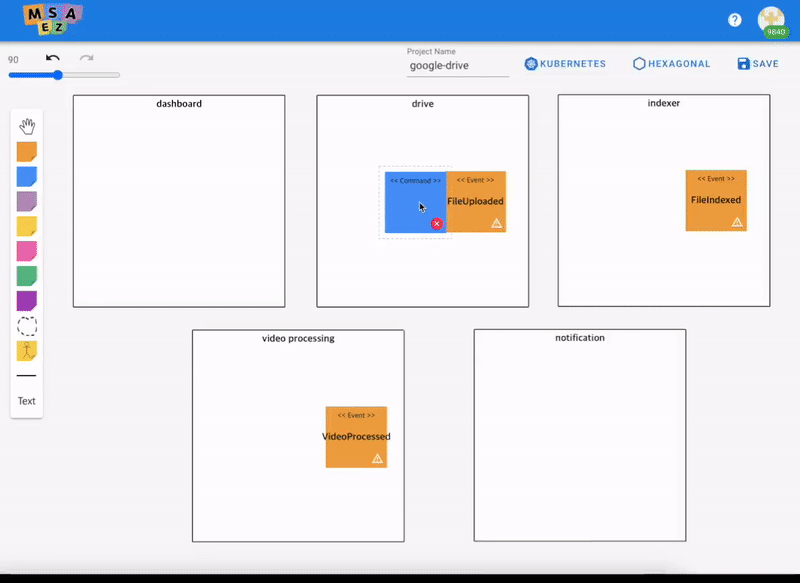 MSA
EZ
?
9840
90
Project Name
google-drive
KUBERNETES
HEXAGONAL
SAVE
dashboard
drive
indexer
<< Command >>
<< Event >>
FileUploaded
<< Event >>
FileIndexed
video processing
notification
<< Event >>
VideoProcessed
Text